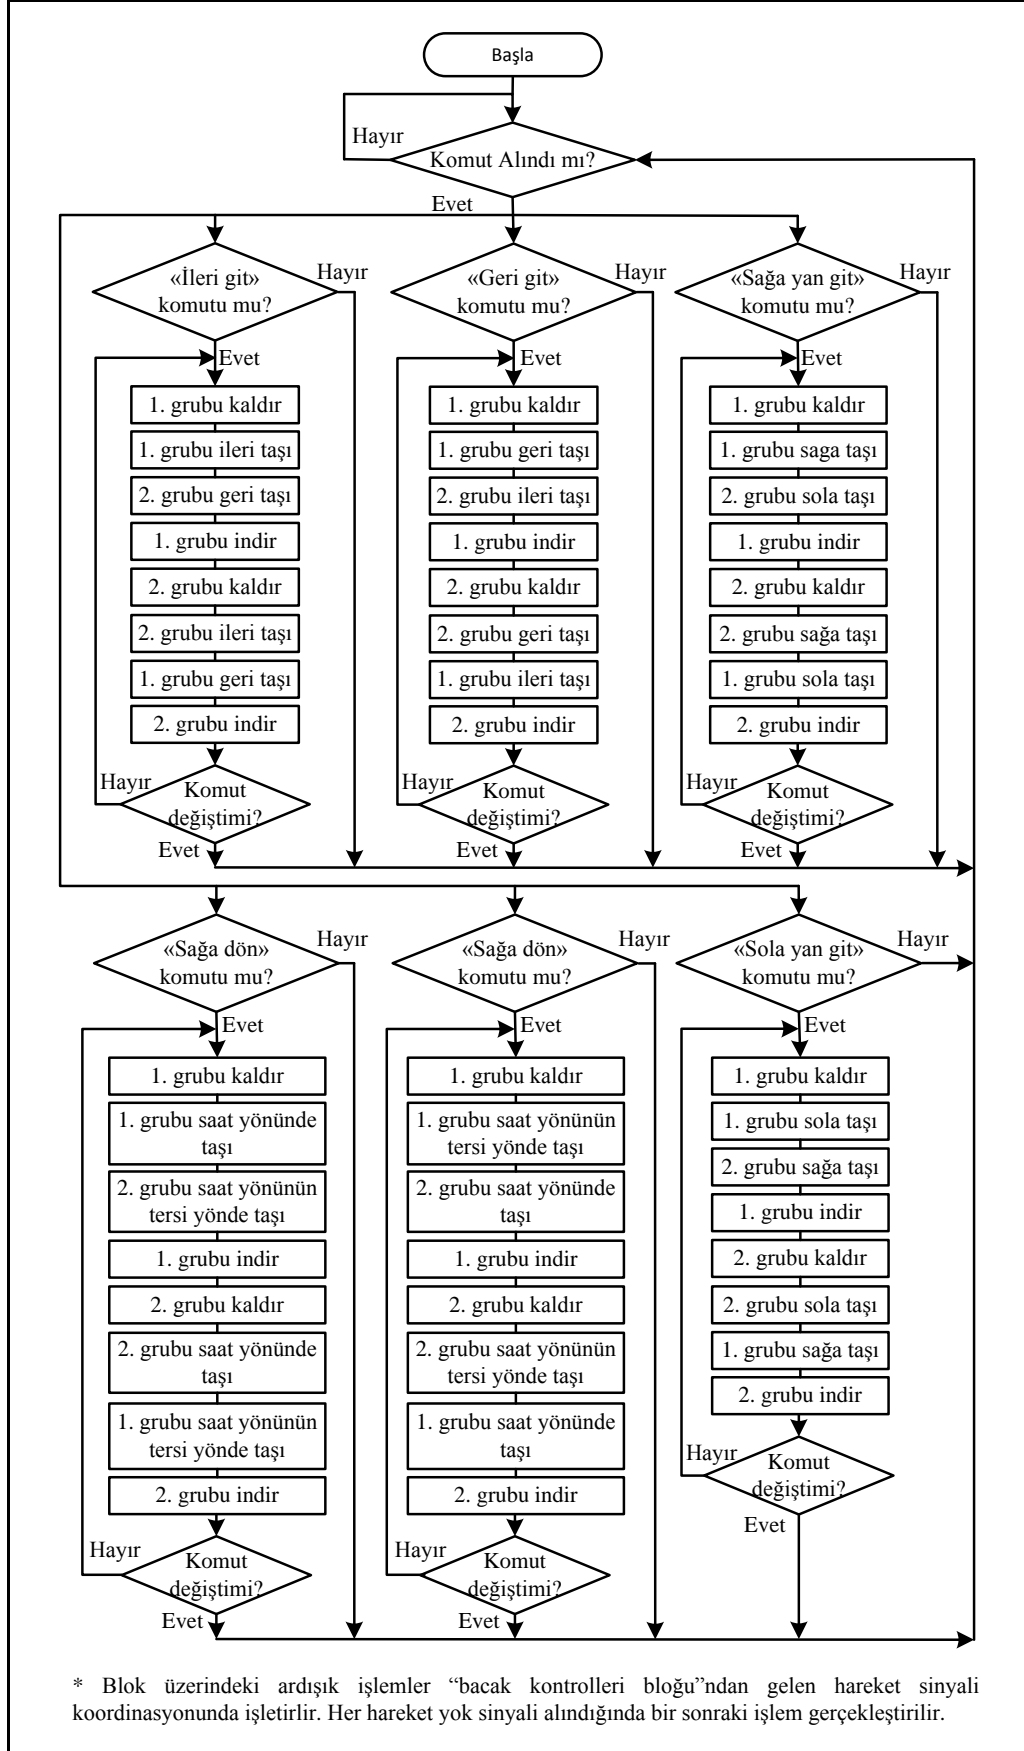 Başla
Hayır
Komut Alındı mı?
Evet
«İleri git»
komutu mu?
Hayır
Evet
1. grubu kaldır
1. grubu ileri taşı
2. grubu geri taşı
1. grubu indir
2. grubu kaldır
2. grubu ileri taşı
1. grubu geri taşı
2. grubu indir
Hayır
Komut
değiştimi?
Evet
«Geri git»
komutu mu?
Hayır
Evet
1. grubu kaldır
1. grubu geri taşı
2. grubu ileri taşı
1. grubu indir
2. grubu kaldır
2. grubu geri taşı
1. grubu ileri taşı
2. grubu indir
Hayır
Komut
değiştimi?
Evet
«Sağa yan git»
komutu mu?
Hayır
Evet
1. grubu kaldır
1. grubu saga taşı
2. grubu sola taşı
1. grubu indir
2. grubu kaldır
2. grubu sağa taşı
1. grubu sola taşı
2. grubu indir
Hayır
Komut
değiştimi?
Evet
«Sağa dön»
komutu mu?
Hayır
Evet
1. grubu kaldır
1. grubu saat yönünde
taşı
2. grubu saat yönünün
tersi yönde taşı
1. grubu indir
2. grubu kaldır
2. grubu saat yönünde
taşı
1. grubu saat yönünün
tersi yönde taşı
2. grubu indir
Hayır
Komut
değiştimi?
Evet
«Sağa dön»
komutu mu?
Hayır
Evet
1. grubu kaldır
1. grubu saat yönünün
tersi yönde taşı
2. grubu saat yönünde
taşı
1. grubu indir
2. grubu kaldır
2. grubu saat yönünün
tersi yönde taşı
1. grubu saat yönünde
taşı
2. grubu indir
Hayır
Komut
değiştimi?
Evet
«Sola yan git»
komutu mu?
Hayır
Evet
1. grubu kaldır
1. grubu sola taşı
2. grubu sağa taşı
1. grubu indir
2. grubu kaldır
2. grubu sola taşı
1. grubu sağa taşı
2. grubu indir
Hayır
Komut
değiştimi?
Evet
* Blok üzerindeki ardışık işlemler “bacak kontrolleri bloğu”ndan gelen hareket sinyali
koordinasyonunda işletirlir. Her hareket yok sinyali alındığında bir sonraki işlem gerçekleştirilir.